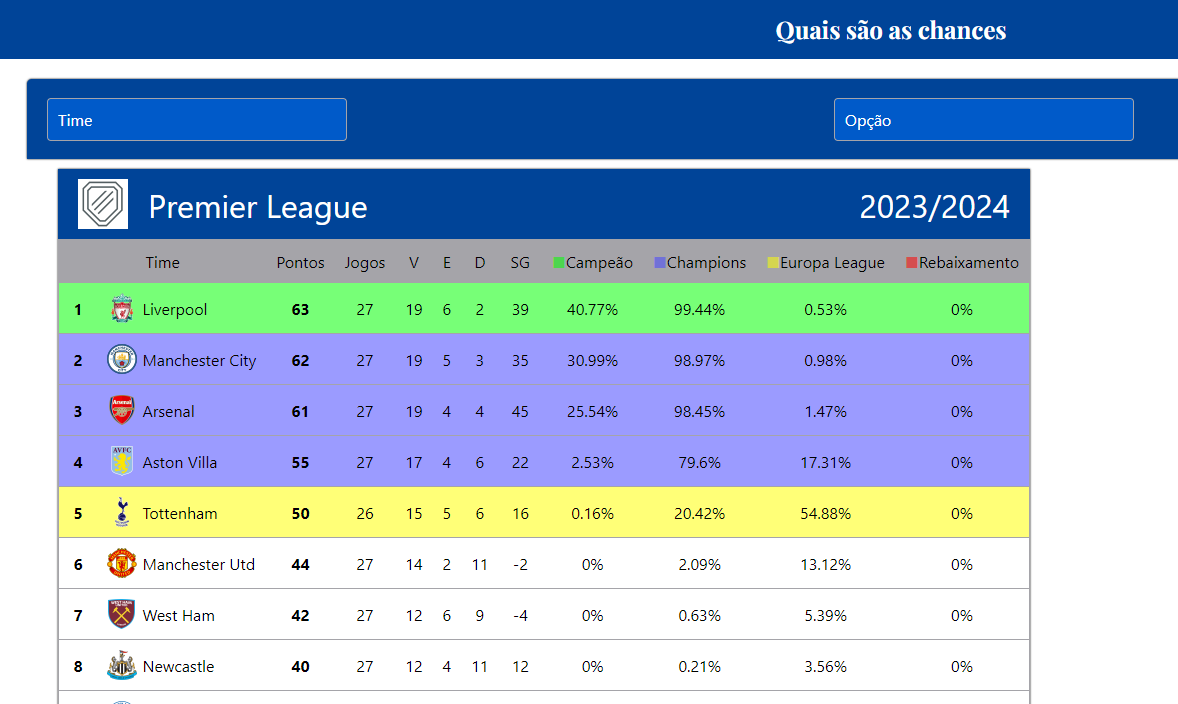 Quais são as chances
Time Opção
Premier League 2023/2024
Time Pontos Jogos V E D SG Campeão Champions Europa League Rebaixamento
1 Liverpool 63 27 19 6 2 39 40.77% 99.44% 0.53% 0%
2 Manchester City 62 27 19 5 3 35 30.99% 98.97% 0.98% 0%
3 Arsenal 61 27 19 4 4 45 25.54% 98.45% 1.47% 0%
4 Aston Villa 55 27 17 4 6 22 2.53% 79.6% 17.31% 0%
5 Tottenham 50 26 15 5 6 16 0.16% 20.42% 54.88% 0%
6 Manchester Utd 44 27 14 2 11 -2 0% 2.09% 13.12% 0%
7 West Ham 42 27 12 6 9 -4 0% 0.63% 5.39% 0%
8 Newcastle 40 27 12 4 11 12 0% 0.21% 3.56% 0%